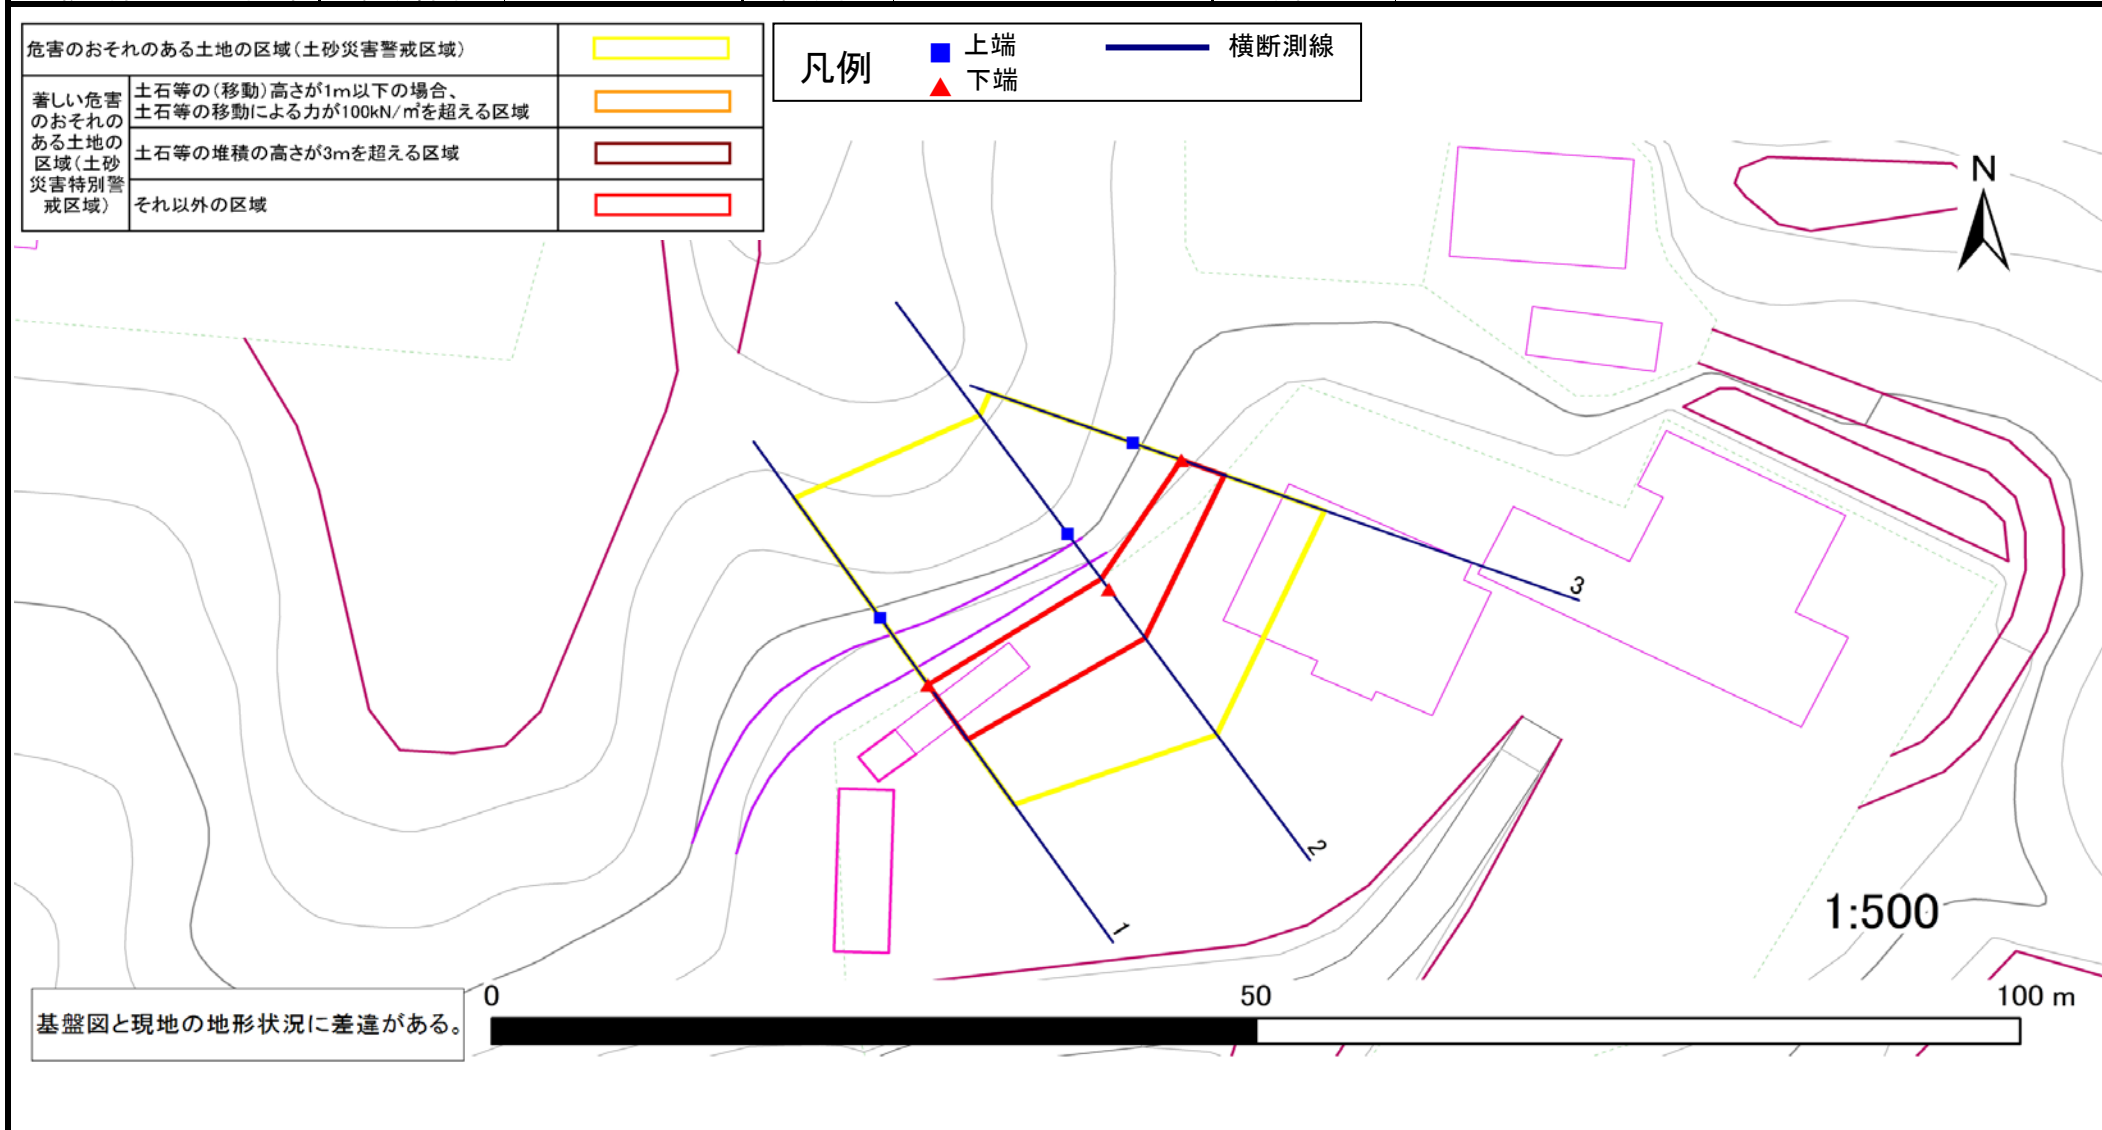 危害のおそれのある土地の区域(土砂災害警戒区域)
著しい危害
のおそれの
ある土地の
区域(土砂
災害特別警
戒区域)
土石等の(移動)高さが1m以下の場合、
土石等の移動による力が100kN/㎡を超える区域
土石等の堆積の高さが3mを超える区域
それ以外の区域
凡例
上端
下端
横断測線
N
3
2
1
1:500
0
50
100 m
基盤図と現地の地形状況に差違がある。